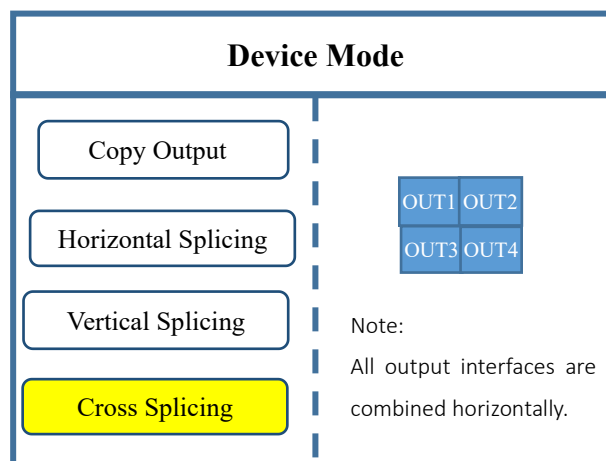 Device Mode
Copy Output
Horizontal Splicing
Vertical Splicing
Cross Splicing
OUT1 OUT2
OUT3 OUT4
Note:
All output interfaces are
combined horizontally.